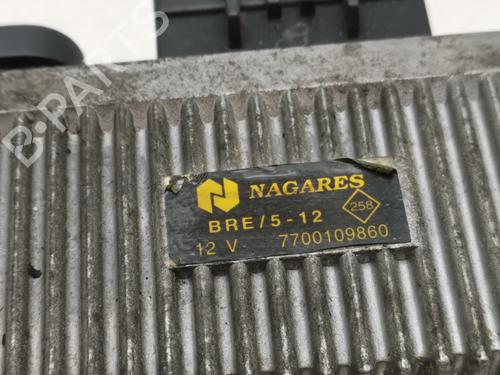 B-PARTS
NAGARES
BRE/5-12
258
12 V 7700109860